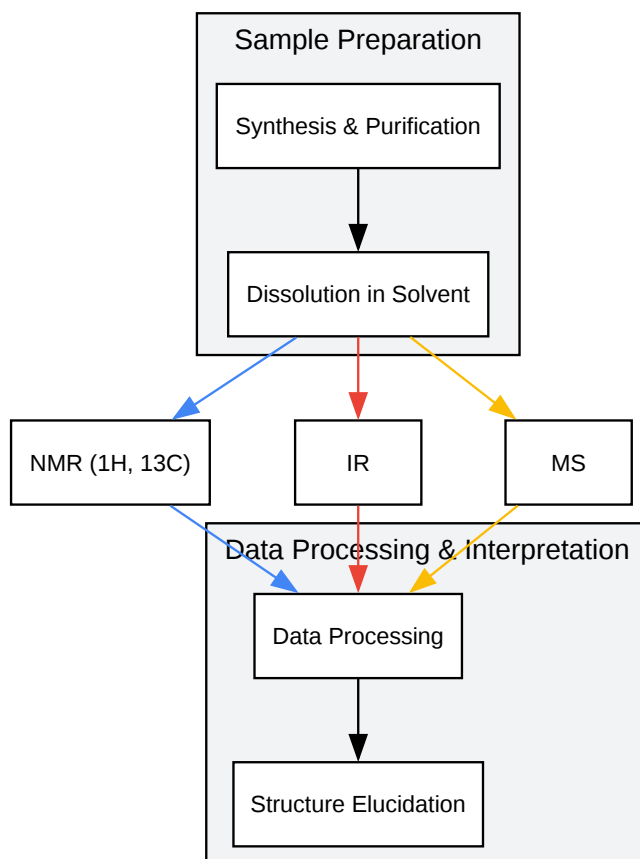 Sample Preparation
Synthesis & Purification
Dissolution in Solvent
NMR (1H, 13C)
IR
MS
Data Processing & Interpretation
Data Processing
Structure Elucidation